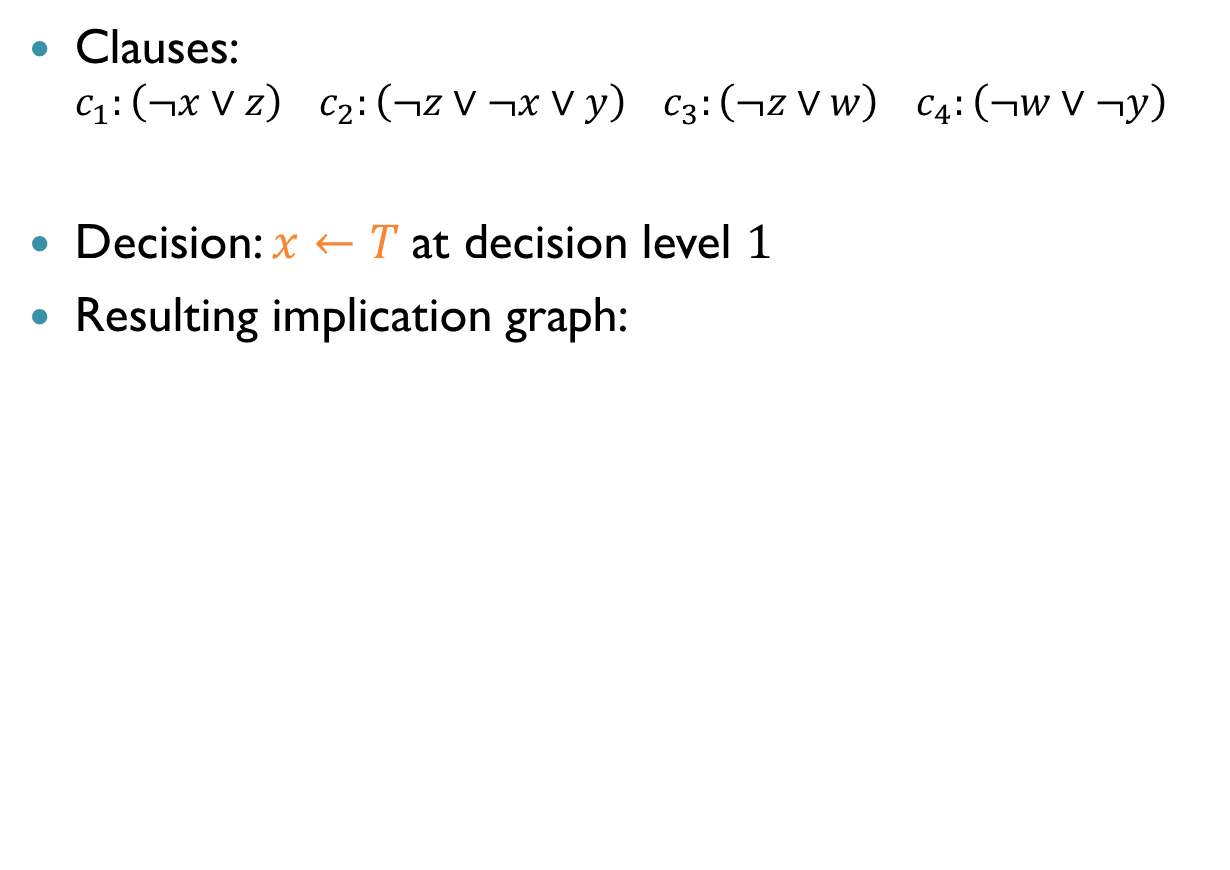 • Clauses:
c₁: (¬x ∨ z) c₂: (¬z ∨ ¬x ∨ y) c₃: (¬z ∨ w) c₄: (¬w ∨ ¬y)
• Decision: x ← T at decision level 1
• Resulting implication graph: